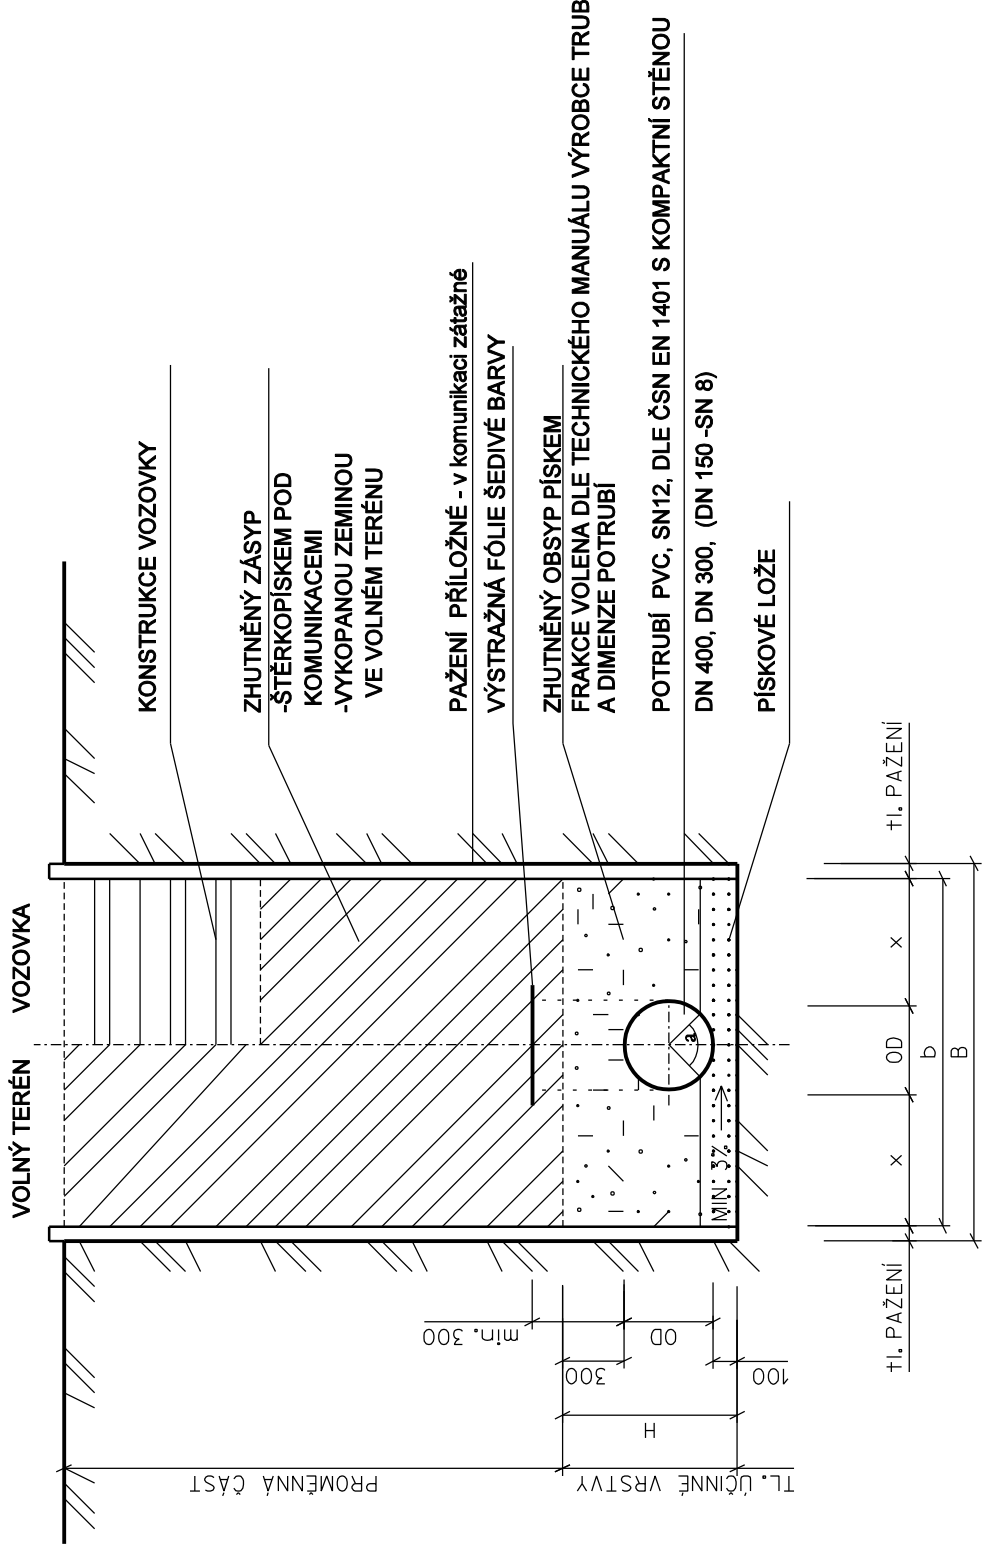 VOLNÝ TERÉN
VOZOVKA
KONSTRUKCE VOZOVKY
ZHUTNĚNÝ ZÁSYP
-ŠTĚRKOPÍSKEM POD
KOMUNIKACEMI
-VYKOPANOU ZEMINOU
VE VOLNÉM TERÉNU
PAŽENÍ PŘÍLOŽNÉ - v komunikaci zátažné
VÝSTRAŽNÁ FÓLIE ŠEDIVÉ BARVY
ZHUTNĚNÝ OBSYP PÍSKEM
FRAKCE VOLENA DLE TECHNICKÉHO MANUÁLU VÝROBCE TRUB
A DIMENZE POTRUBÍ
POTRUBÍ PVC, SN12, DLE ČSN EN 1401 S KOMPAKTNÍ STĚNOU
DN 400, DN 300, (DN 150 -SN 8)
PÍSKOVÉ LOŽE
a
MIN 3%
min. 300
OD
300
100
H
PROMĚNNÁ ČÁST
TL. ÚČINNÉ VRSTVY
tl. PAŽENÍ
x
OD
x
tl. PAŽENÍ
b
B